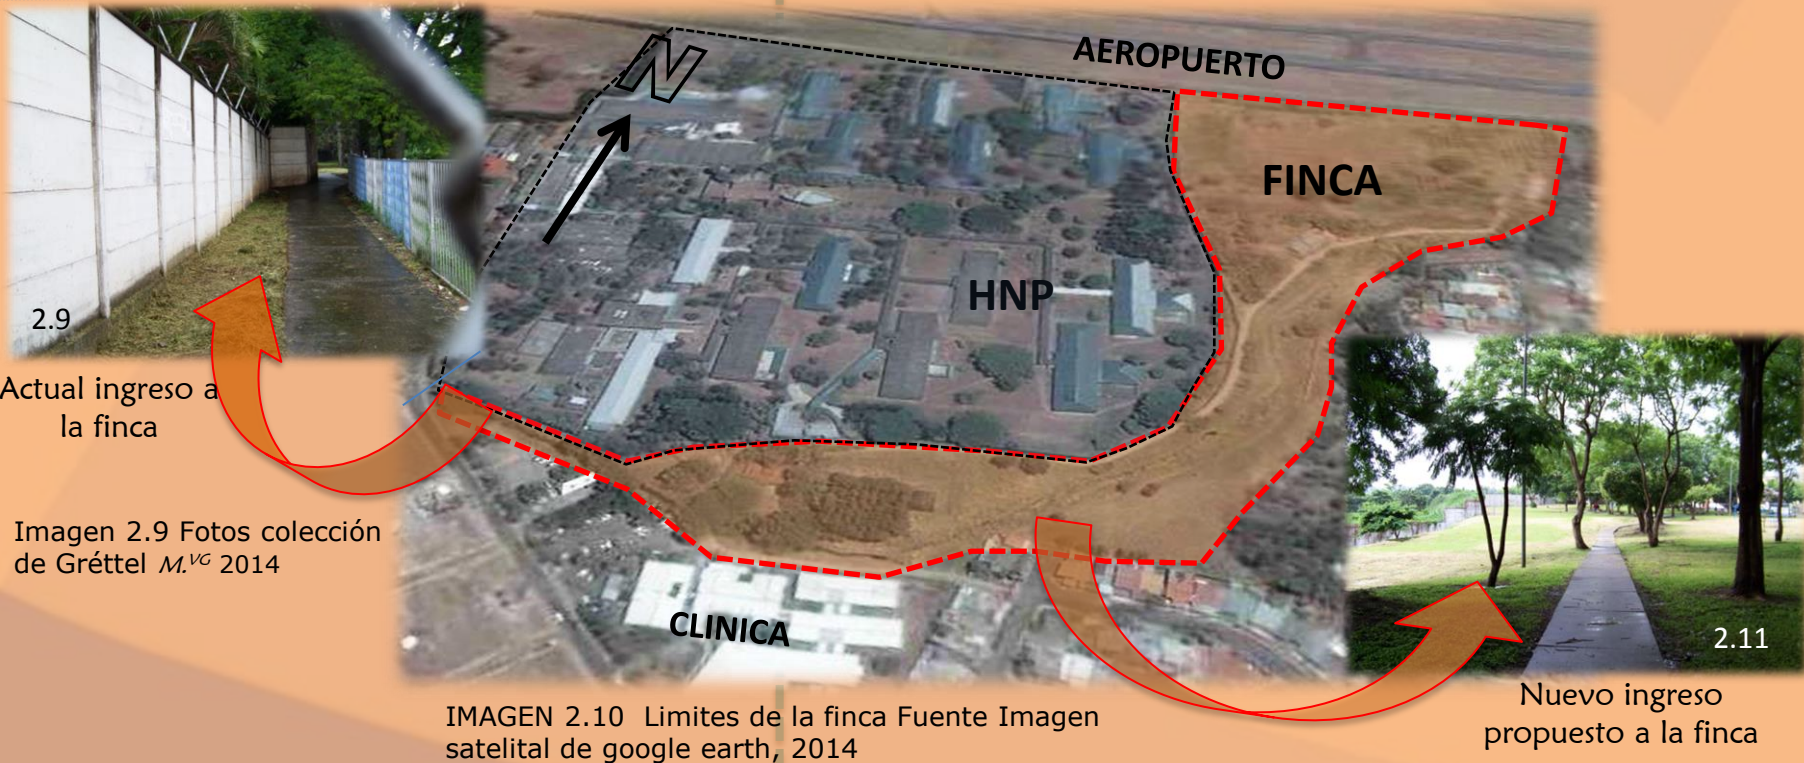 N
AEROPUERTO
FINCA
HNP
2.9
Actual ingreso a
la finca
Imagen 2.9 Fotos colección
de Gréttel M.VG 2014
CLINICA
2.11
Nuevo ingreso
propuesto a la finca
IMAGEN 2.10 Limites de la finca Fuente Imagen
satelital de google earth, 2014